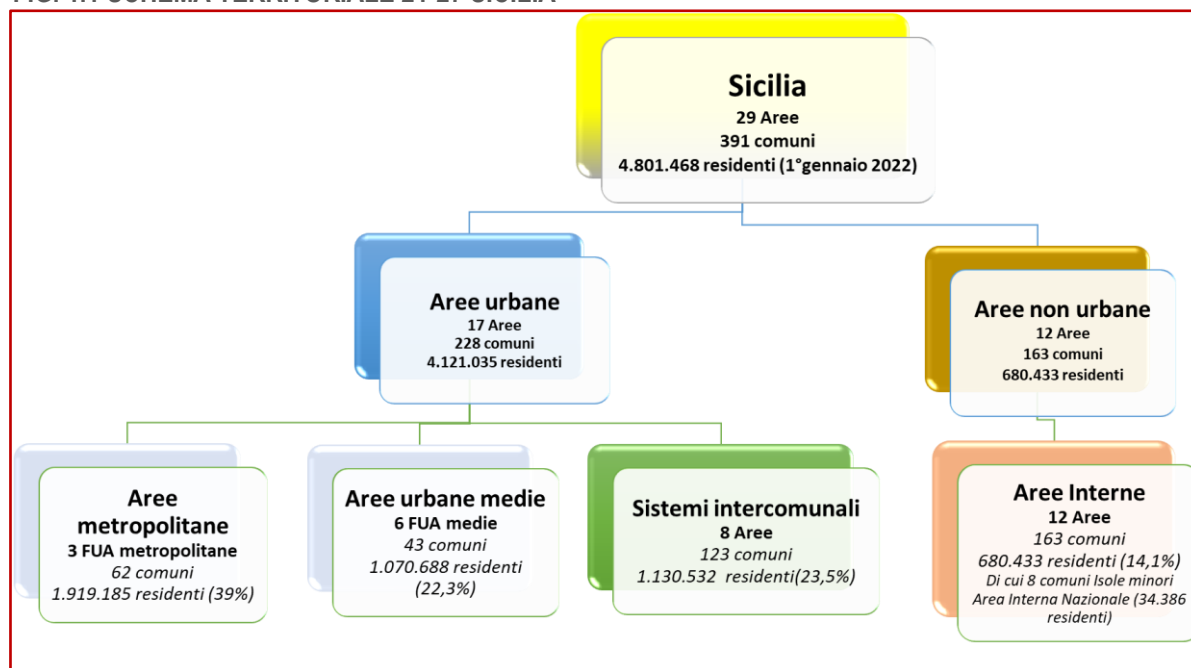 Sicilia
29 Aree
391 comuni
4.801.468 residenti (1°gennaio 2022)
Aree urbane
17 Aree
228 comuni
4.121.035 residenti
Aree non urbane
12 Aree
163 comuni
680.433 residenti
Aree
metropolitane
3 FUA metropolitane
62 comuni
1.919.185 residenti (39%)
Aree urbane medie
6 FUA medie
43 comuni
1.070.688 residenti
(22,3%)
Sistemi intercomunali
8 Aree
123 comuni
1.130.532 residenti(23,5%)
Aree Interne
12 Aree
163 comuni
680.433 residenti (14,1%)
Di cui 8 comuni Isole minori
Area Interna Nazionale (34.386
residenti)